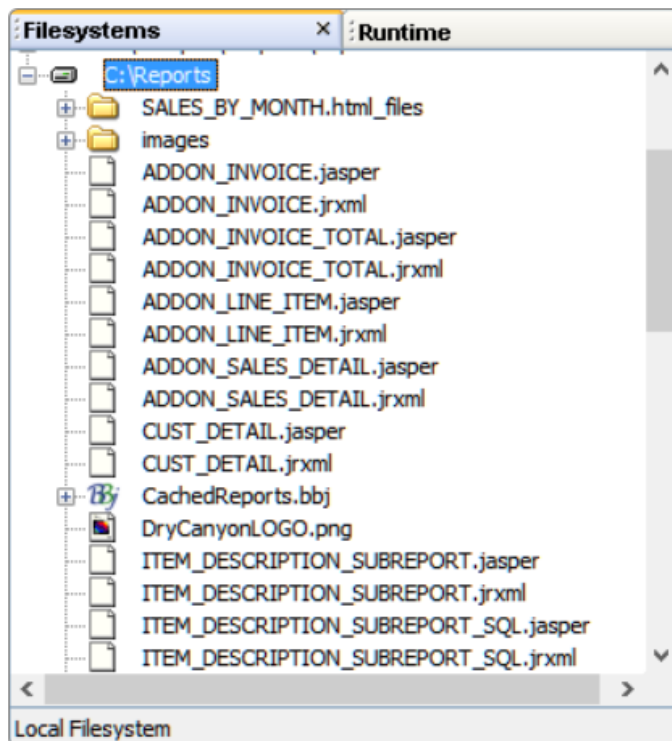 Filesystems × Runtime
C:\Reports
SALES_BY_MONTH.html_files
images
ADDON_INVOICE.jasper
ADDON_INVOICE.jrxml
ADDON_INVOICE_TOTAL.jasper
ADDON_INVOICE_TOTAL.jrxml
ADDON_LINE_ITEM.jasper
ADDON_LINE_ITEM.jrxml
ADDON_SALES_DETAIL.jasper
ADDON_SALES_DETAIL.jrxml
CUST_DETAIL.jasper
CUST_DETAIL.jrxml
CachedReports.bbj
DryCanyonLOGO.png
ITEM_DESCRIPTION_SUBREPORT.jasper
ITEM_DESCRIPTION_SUBREPORT.jrxml
ITEM_DESCRIPTION_SUBREPORT_SQL.jasper
ITEM_DESCRIPTION_SUBREPORT_SQL.jrxml
Local Filesystem